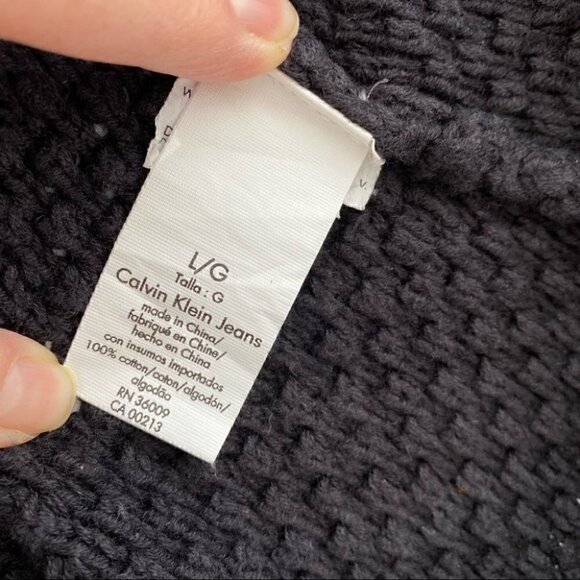 L/G
Talla : G
Calvin Klein Jeans
made in China/
fabriqué en Chine/
hecho en China
con insumos importados
100% cotton/coton/algodón/
algodão
RN 36009
CA 00213